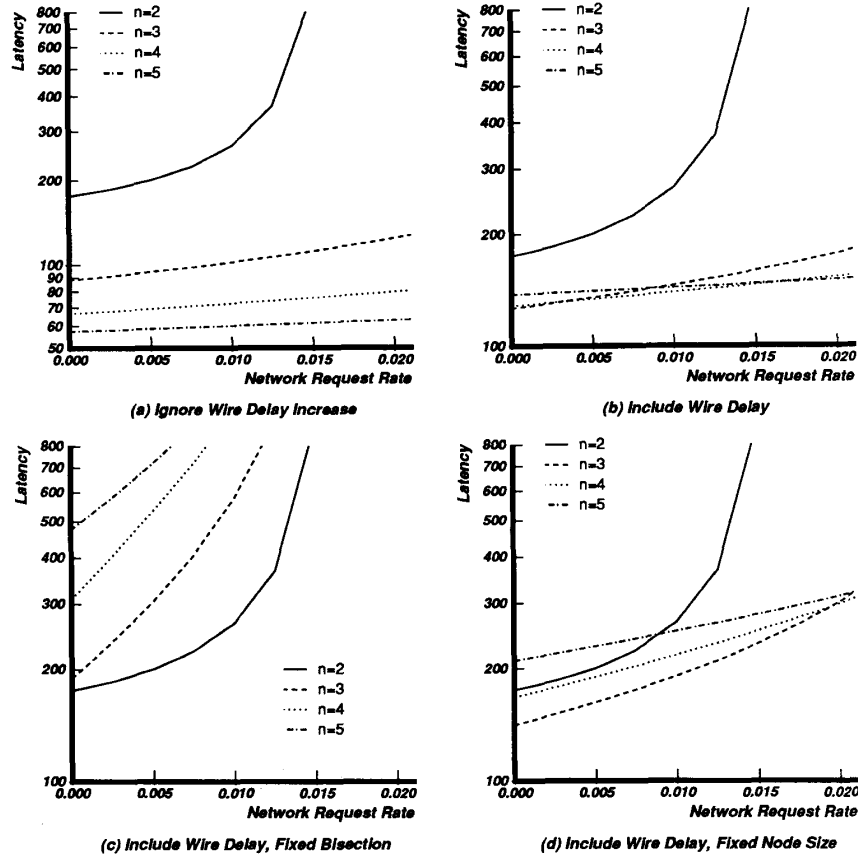 Latency
800
700
600
500
400
300
200
100
90
80
70
60
50
n=2
n=3
n=4
n=5
0.000 0.005 0.010 0.015 0.020
Network Request Rate
(a) Ignore Wire Delay Increase
Latency
800
700
600
500
400
300
200
100
n=2
n=3
n=4
n=5
0.000 0.005 0.010 0.015 0.020
Network Request Rate
(b) Include Wire Delay
Latency
800
700
600
500
400
300
200
100
n=2
n=3
n=4
n=5
0.000 0.005 0.010 0.015 0.020
Network Request Rate
(c) Include Wire Delay, Fixed Bisection
Latency
800
700
600
500
400
300
200
100
n=2
n=3
n=4
n=5
0.000 0.005 0.010 0.015 0.020
Network Request Rate
(d) Include Wire Delay, Fixed Node Size